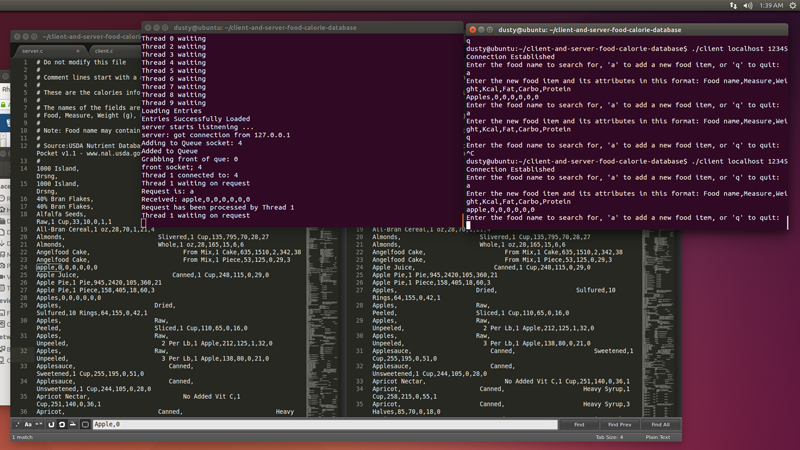 1:39 AM
dusty@ubuntu: ~/client-and-server-food-calorie-database
Thread 0 waiting
Thread 2 waiting
Thread 3 waiting
Thread 4 waiting
Thread 5 waiting
Thread 6 waiting
Thread 7 waiting
Thread 8 waiting
Thread 9 waiting
Loading Entries
Entries Successfully Loaded
server starts listnening ...
server: got connection from 127.0.0.1
Adding to Queue socket: 4
Added to Queue
Grabbing front of que: 0
front socket; 4
Thread 1 connected to: 4
Thread 1 waiting on request
Request is: a
Received: apple,0,0,0,0,0,0
Request has been processed by Thread 1
Thread 1 waiting on request
dusty@ubuntu: ~/client-and-server-food-calorie-database
q
dusty@ubuntu:~/client-and-server-food-calorie-database$ ./client localhost 12345
Connection Established
Enter the food name to search for, 'a' to add a new food item, or 'q' to quit:
a
Enter the new food item and its attributes in this format: Food name,Measure,Wei
ght,Kcal,Fat,Carbo,Protein
Apples,0,0,0,0,0,0
Enter the food name to search for, 'a' to add a new food item, or 'q' to quit:
a
Enter the new food item and its attributes in this format: Food name,Measure,Wei
ght,Kcal,Fat,Carbo,Protein
q
Enter the food name to search for, 'a' to add a new food item, or 'q' to quit:
^C
dusty@ubuntu:~/client-and-server-food-calorie-database$ ./client localhost 12345
Connection Established
Enter the food name to search for, 'a' to add a new food item, or 'q' to quit:
a
Enter the new food item and its attributes in this format: Food name,Measure,Wei
ght,Kcal,Fat,Carbo,Protein
apple,0,0,0,0,0,0
Enter the food name to search for, 'a' to add a new food item, or 'q' to quit:
~/client-and-server-food-calorie
server.c
client.c
1 # Do not modify this file
2 #
3 # Comment lines start with a
4 #
5 # These are the calories info
6 #
7 # The names of the fields are
8 # Food, Measure, Weight (g),
9 #
10 # Note: Food name may contain
11 #
12 # Source:USDA Nutrient Databa
Pocket v1.1 - www.nal.usda.go
13 #
14 1000 Island,
Drsng,
15 1000 Island,
Drsng,
16 40% Bran Flakes,
40% Bran Flakes,
Alfalfa Seeds,
Raw,1 Cup,33,10,0,1,1
19 All-Bran Cereal,1 oz,28,70,1,21,4
20 Almonds, Slivered,1 Cup,135,795,70,28,27
21 Almonds, Whole,1 oz,28,165,15,6,6
22 Angelfood Cake, From Mix,1 Cake,635,1510,2,342,38
23 Angelfood Cake, From Mix,1 Piece,53,125,0,29,3
24 apple,0,0,0,0,0,0
25 Apple Juice, Canned,1 Cup,248,115,0,29,0
26 Apple Pie,1 Pie,945,2420,105,360,21
27 Apple Pie,1 Piece,158,405,18,60,3
28 Apples,0,0,0,0,0,0
29 Apples, Dried,
Sulfured,10 Rings,64,155,0,42,1
30 Apples, Raw,
Peeled, Sliced,1 Cup,110,65,0,16,0
31 Apples, Raw,
Unpeeled, 2 Per Lb,1 Apple,212,125,1,32,0
32 Apples, Raw,
Unpeeled, 3 Per Lb,1 Apple,138,80,0,21,0
33 Applesauce, Canned,
Sweetened,1 Cup,255,195,0,51,0
34 Applesauce, Canned,
Unsweetened,1 Cup,244,105,0,28,0
35 Apricot Nectar, No Added Vit C,1
Cup,251,140,0,36,1
36 Apricot, Canned, Heavy
19 All-Bran Cereal,1 oz,28,70,1,21,4
20 Almonds, Slivered,1 Cup,135,795,70,28,27
21 Almonds, Whole,1 oz,28,165,15,6,6
22 Angelfood Cake, From Mix,1 Cake,635,1510,2,342,38
23 Angelfood Cake, From Mix,1 Piece,53,125,0,29,3
24 Apple Juice, Canned,1 Cup,248,115,0,29,0
25 Apple Pie,1 Pie,945,2420,105,360,21
26 Apple Pie,1 Piece,158,405,18,60,3
27 Apples, Dried, Sulfured,10
Rings,64,155,0,42,1
28 Apples, Raw,
Peeled, Sliced,1 Cup,110,65,0,16,0
29 Apples, Raw,
Unpeeled, 2 Per Lb,1 Apple,212,125,1,32,0
30 Apples, Raw,
Unpeeled, 3 Per Lb,1 Apple,138,80,0,21,0
31 Applesauce, Canned, Sweetened,1
Cup,255,195,0,51,0
32 Applesauce, Canned,
Unsweetened,1 Cup,244,105,0,28,0
33 Apricot Nectar, No Added Vit C,1 Cup,251,140,0,36,1
34 Apricot, Canned, Heavy Syrup,1
Cup,258,215,0,55,1
35 Apricot, Canned, Heavy Syrup,3
Halves,85,70,0,18,0
.* Aa "" Apple,0 Find Find Prev Find All
1 match Tab Size: 4 Plain Text